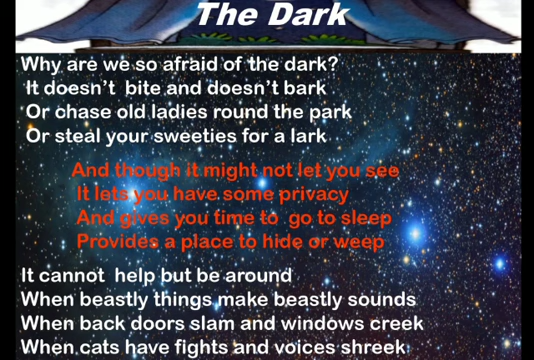 The Dark
Why are we so afraid of the dark?
It doesn't bite and doesn't bark
Or chase old ladies round the park
Or steal your sweeties for a lark
And though it might not let you see
It lets you have some privacy
And gives you time to go to sleep
Provides a place to hide or weep
It cannot help but be around
When beastly things make beastly sounds
When back doors slam and windows creek
When cats have fights and voices shreek